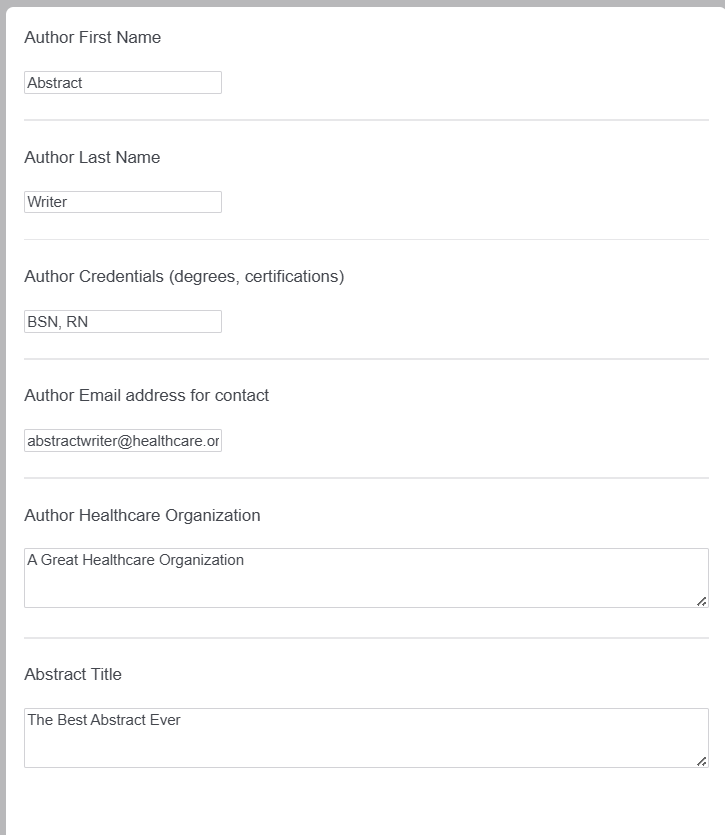 Author First Name
Abstract
Author Last Name
Writer
Author Credentials (degrees, certifications)
BSN, RN
Author Email address for contact
abstractwriter@healthcare.or
Author Healthcare Organization
A Great Healthcare Organization
Abstract Title
The Best Abstract Ever